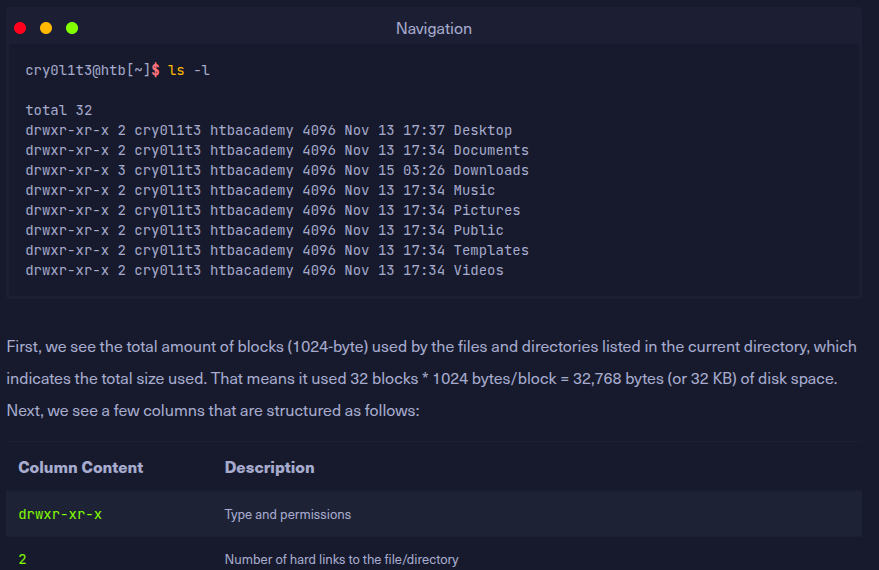 Navigation
cry0l1t3@htb[~]$ ls -l
total 32
drwxr-xr-x 2 cry0l1t3 htbacademy 4096 Nov 13 17:37 Desktop
drwxr-xr-x 2 cry0l1t3 htbacademy 4096 Nov 13 17:34 Documents
drwxr-xr-x 3 cry0l1t3 htbacademy 4096 Nov 15 03:26 Downloads
drwxr-xr-x 2 cry0l1t3 htbacademy 4096 Nov 13 17:34 Music
drwxr-xr-x 2 cry0l1t3 htbacademy 4096 Nov 13 17:34 Pictures
drwxr-xr-x 2 cry0l1t3 htbacademy 4096 Nov 13 17:34 Public
drwxr-xr-x 2 cry0l1t3 htbacademy 4096 Nov 13 17:34 Templates
drwxr-xr-x 2 cry0l1t3 htbacademy 4096 Nov 13 17:34 Videos
First, we see the total amount of blocks (1024-byte) used by the files and directories listed in the current directory, which
indicates the total size used. That means it used 32 blocks * 1024 bytes/block = 32,768 bytes (or 32 KB) of disk space.
Next, we see a few columns that are structured as follows:
Column Content Description
drwxr-xr-x Type and permissions
2 Number of hard links to the file/directory